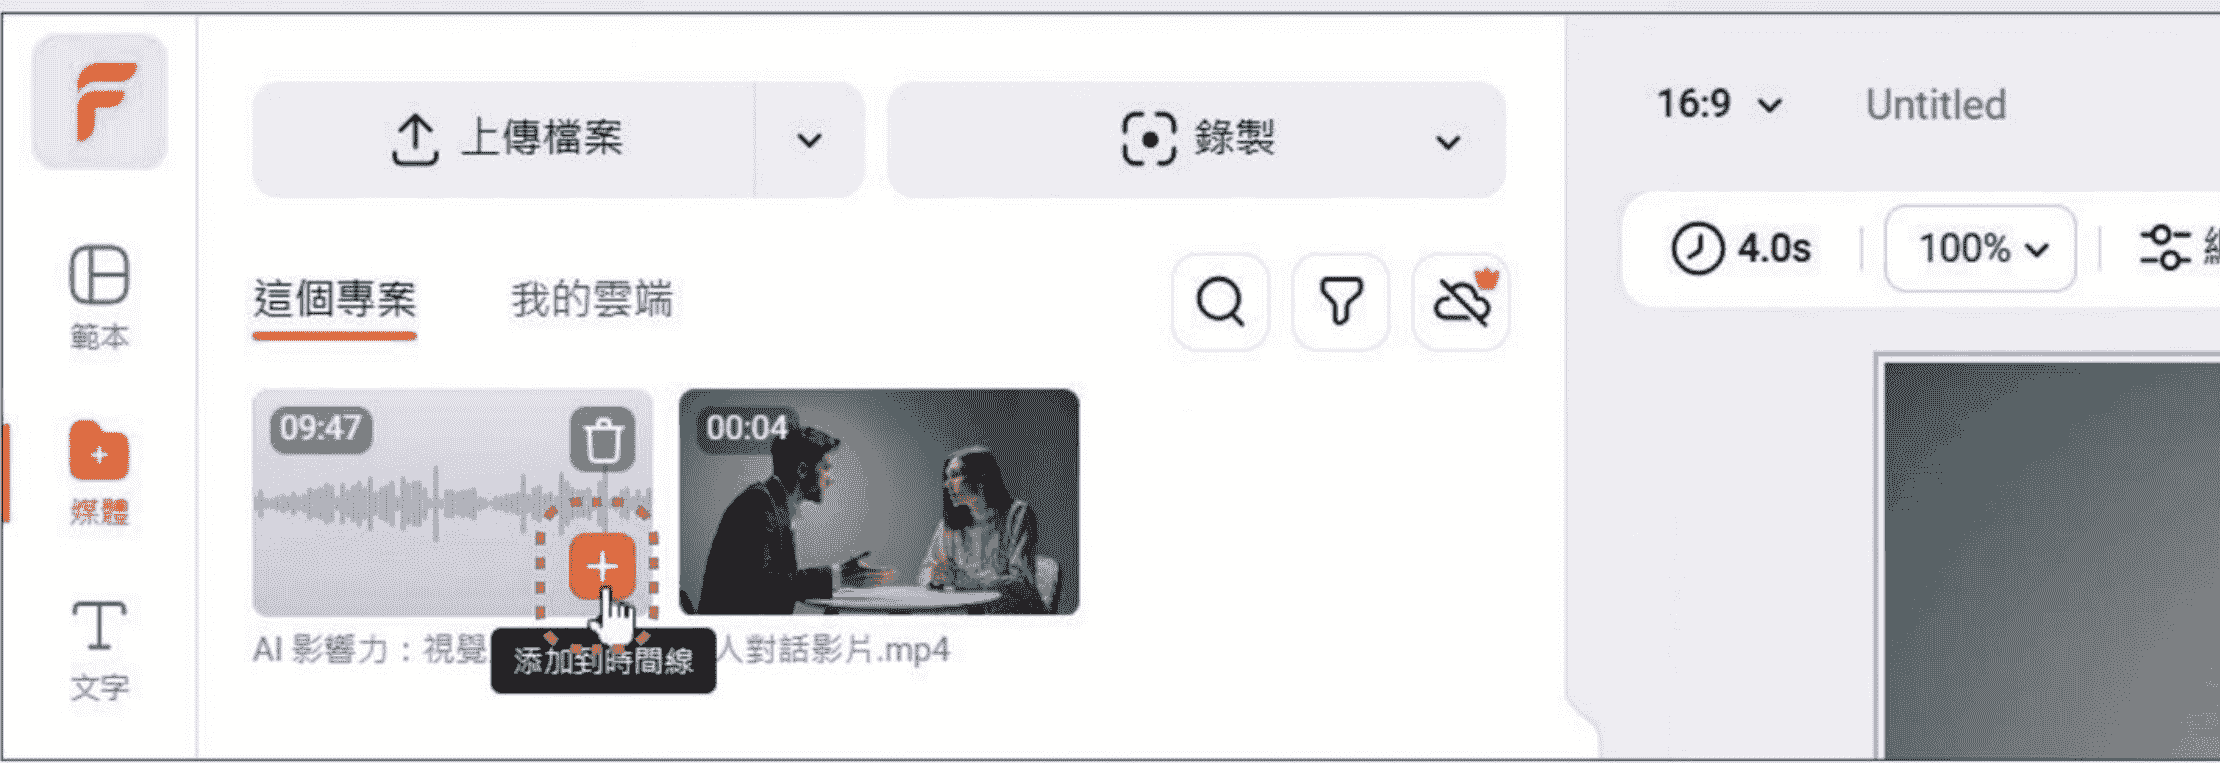 上傳檔案
錄製
16:9
Untitled
4.0s
100%
範本
這個專案
我的雲端
09:47
00:04
媒體
AI 影響力：視覺
人對話影片.mp4
添加到時間線
文字